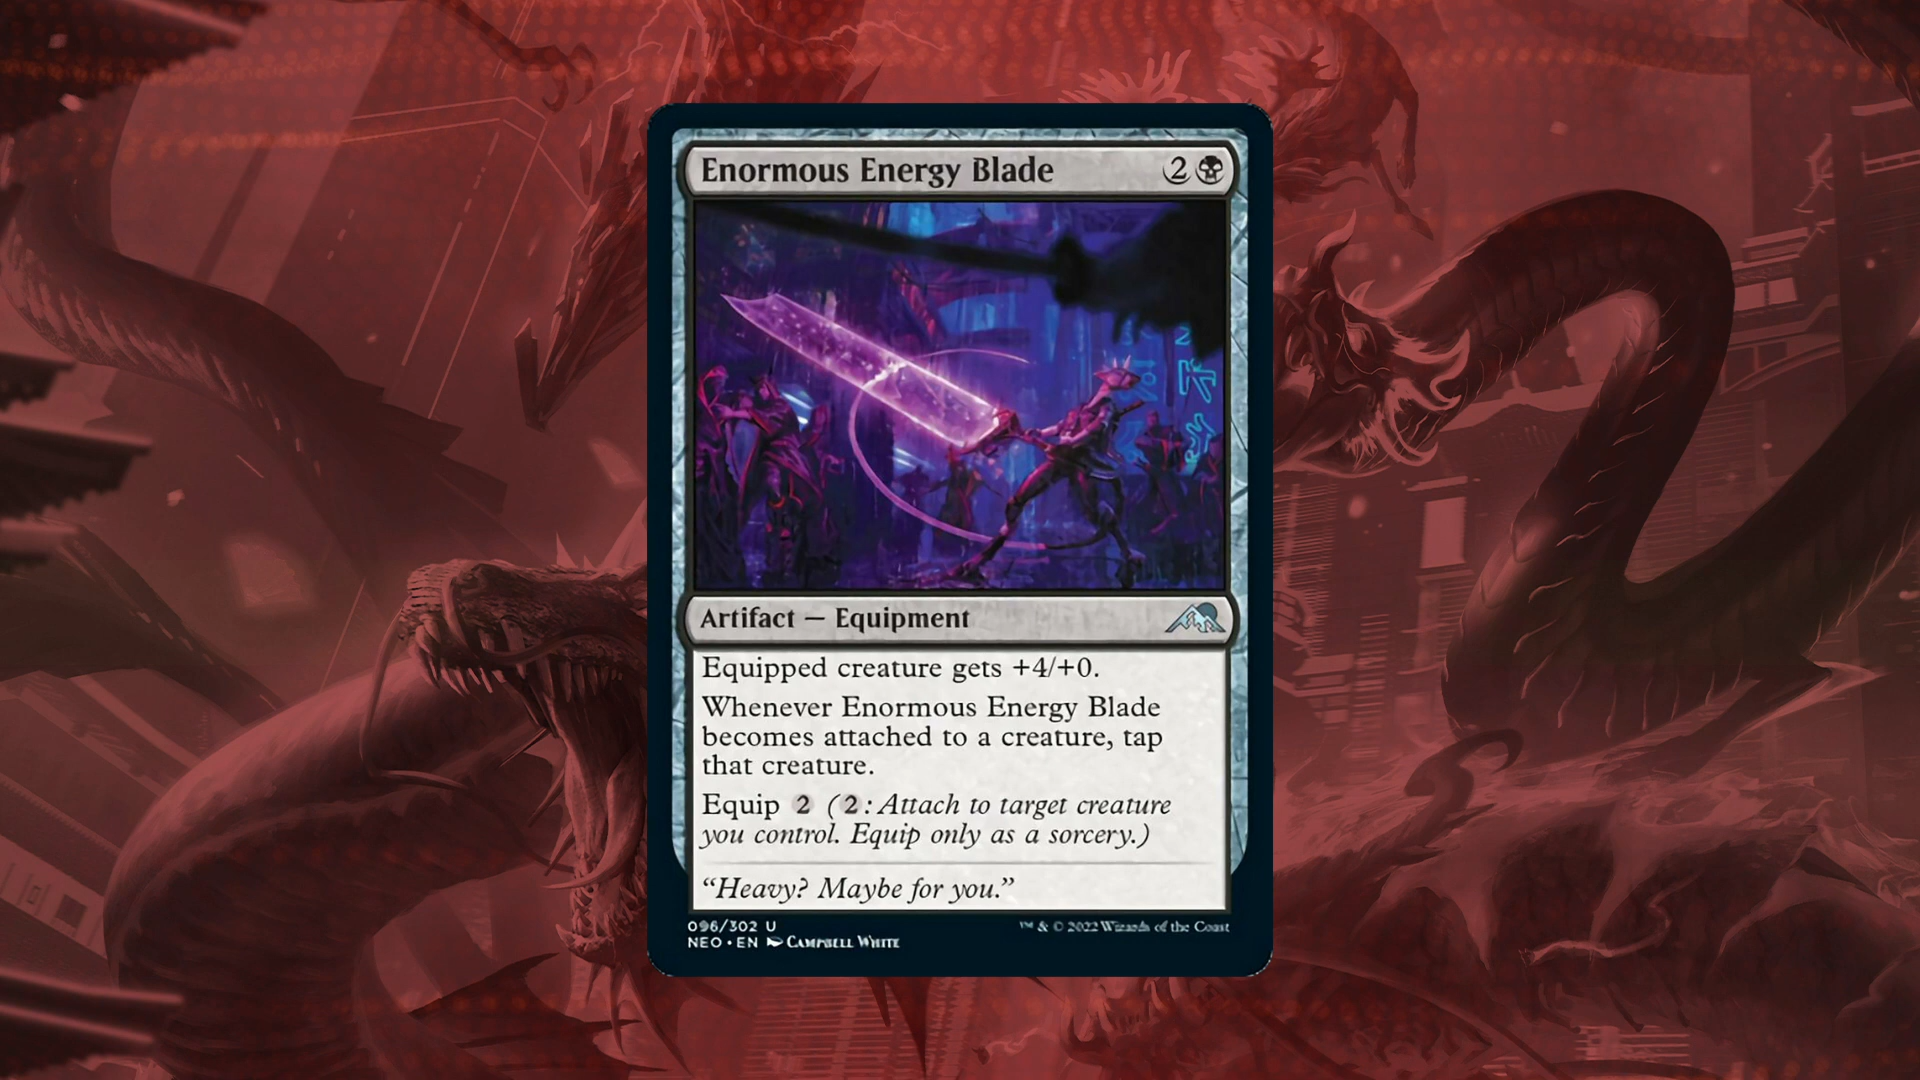 Enormous Energy Blade 2
Artifact — Equipment
Equipped creature gets +4/+0.
Whenever Enormous Energy Blade
becomes attached to a creature, tap
that creature.
Equip 2 (2: Attach to target creature
you control. Equip only as a sorcery.)
“Heavy? Maybe for you.”
096/302 U
NEO • EN Campbell White
™ & © 2022 Wizards of the Coast